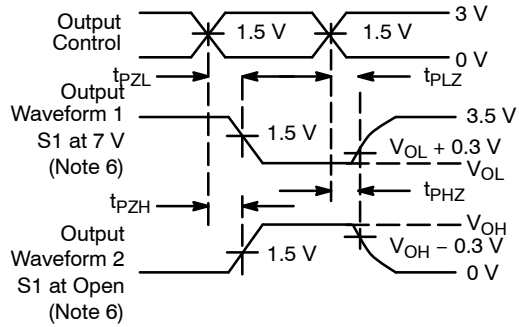 Output
Control
1.5 V
1.5 V
3 V
0 V
tPZL
tPLZ
Output
Waveform 1
S1 at 7 V
(Note 6)
1.5 V
3.5 V
VOL + 0.3 V
VOL
tPZH
tPHZ
Output
Waveform 2
S1 at Open
(Note 6)
1.5 V
VOH
VOH − 0.3 V
0 V